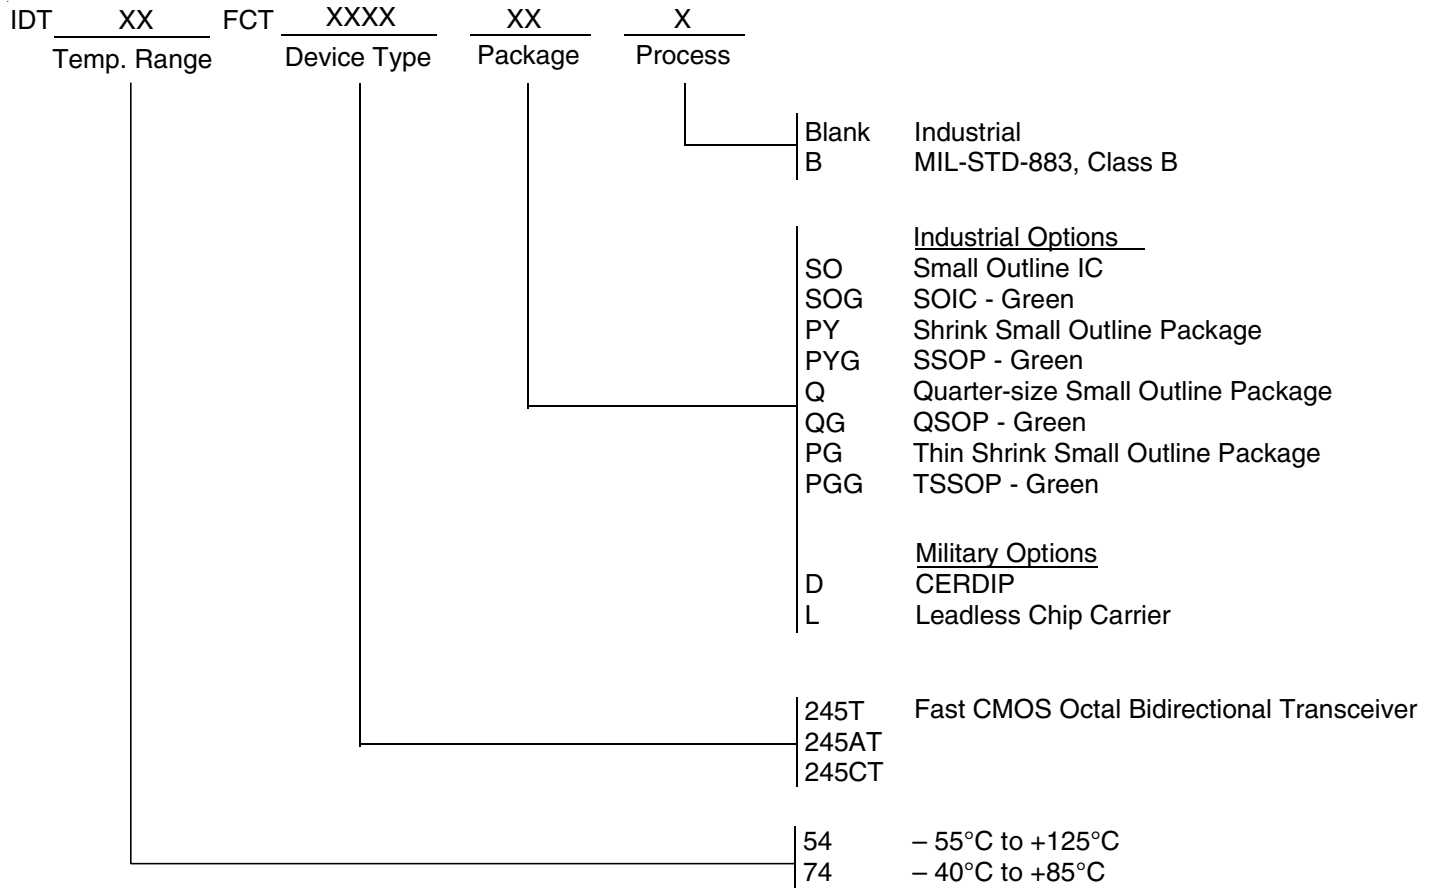 IDT XX FCT XXXX XX X
Temp. Range Device Type Package Process
Blank Industrial
B MIL-STD-883, Class B
Industrial Options
SO Small Outline IC
SOG SOIC - Green
PY Shrink Small Outline Package
PYG SSOP - Green
Q Quarter-size Small Outline Package
QG QSOP - Green
PG Thin Shrink Small Outline Package
PGG TSSOP - Green
Military Options
D CERDIP
L Leadless Chip Carrier
245T Fast CMOS Octal Bidirectional Transceiver
245AT
245CT
54 – 55°C to +125°C
74 – 40°C to +85°C